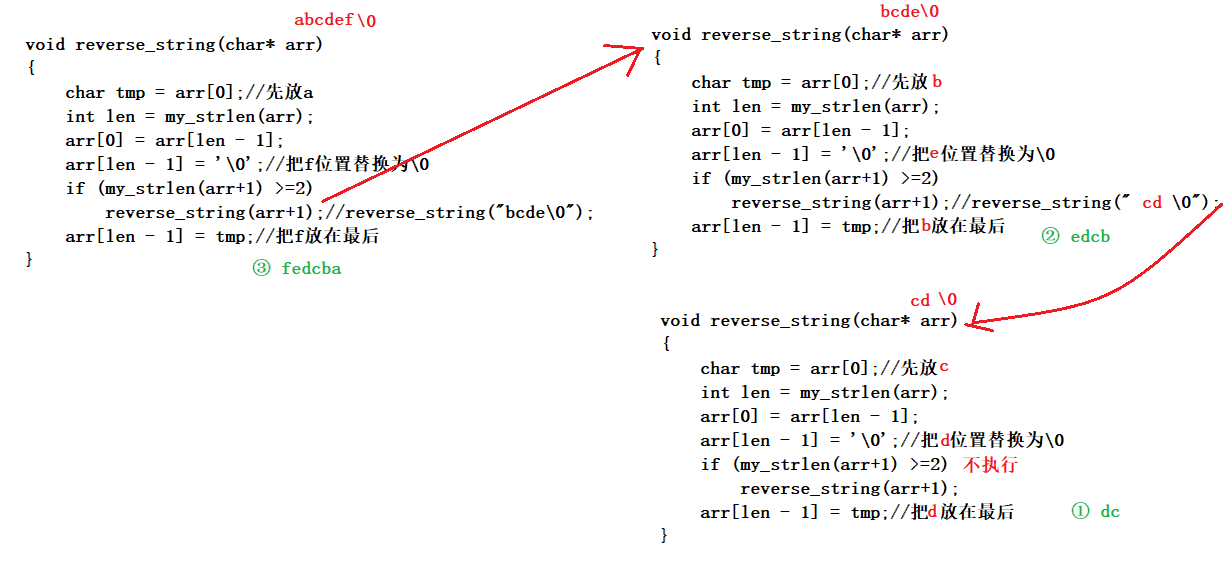 abcdef\0
void reverse_string(char* arr)
{
char tmp = arr[0];//先放a
int len = my_strlen(arr);
arr[0] = arr[len - 1];
arr[len - 1] = '\0';//把f位置替换为\0
if (my_strlen(arr+1) >=2)
reverse_string(arr+1);//reverse_string("bcde\0");
arr[len - 1] = tmp;//把f放在最后
}
③ fedcba
bcde\0
void reverse_string(char* arr)
{
char tmp = arr[0];//先放b
int len = my_strlen(arr);
arr[0] = arr[len - 1];
arr[len - 1] = '\0';//把e位置替换为\0
if (my_strlen(arr+1) >=2)
reverse_string(arr+1);//reverse_string(" cd \0");
arr[len - 1] = tmp;//把b放在最后
}
② edcb
cd \0
void reverse_string(char* arr)
{
char tmp = arr[0];//先放c
int len = my_strlen(arr);
arr[0] = arr[len - 1];
arr[len - 1] = '\0';//把d位置替换为\0
if (my_strlen(arr+1) >=2) 不执行
reverse_string(arr+1);
arr[len - 1] = tmp;//把d放在最后
}
① dc